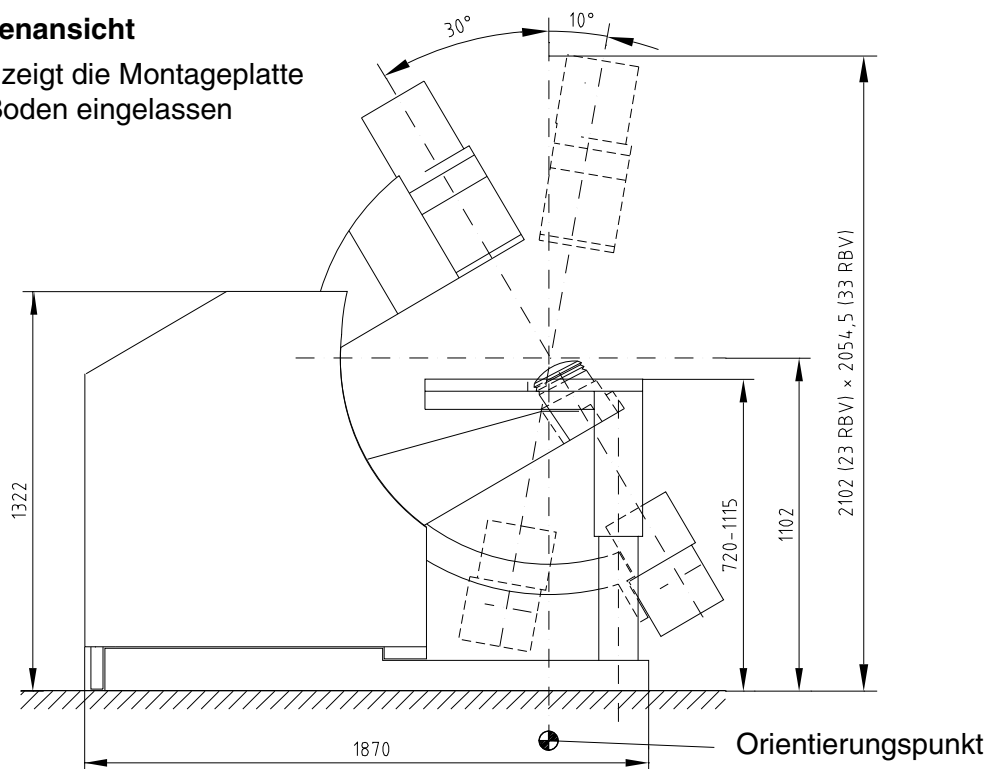 enansicht
zeigt die Montageplatte
Boden eingelassen
30°
10°
2102 (23 RBV) × 2054,5 (33 RBV)
1322
720-1115
1102
1870
Orientierungspunkt